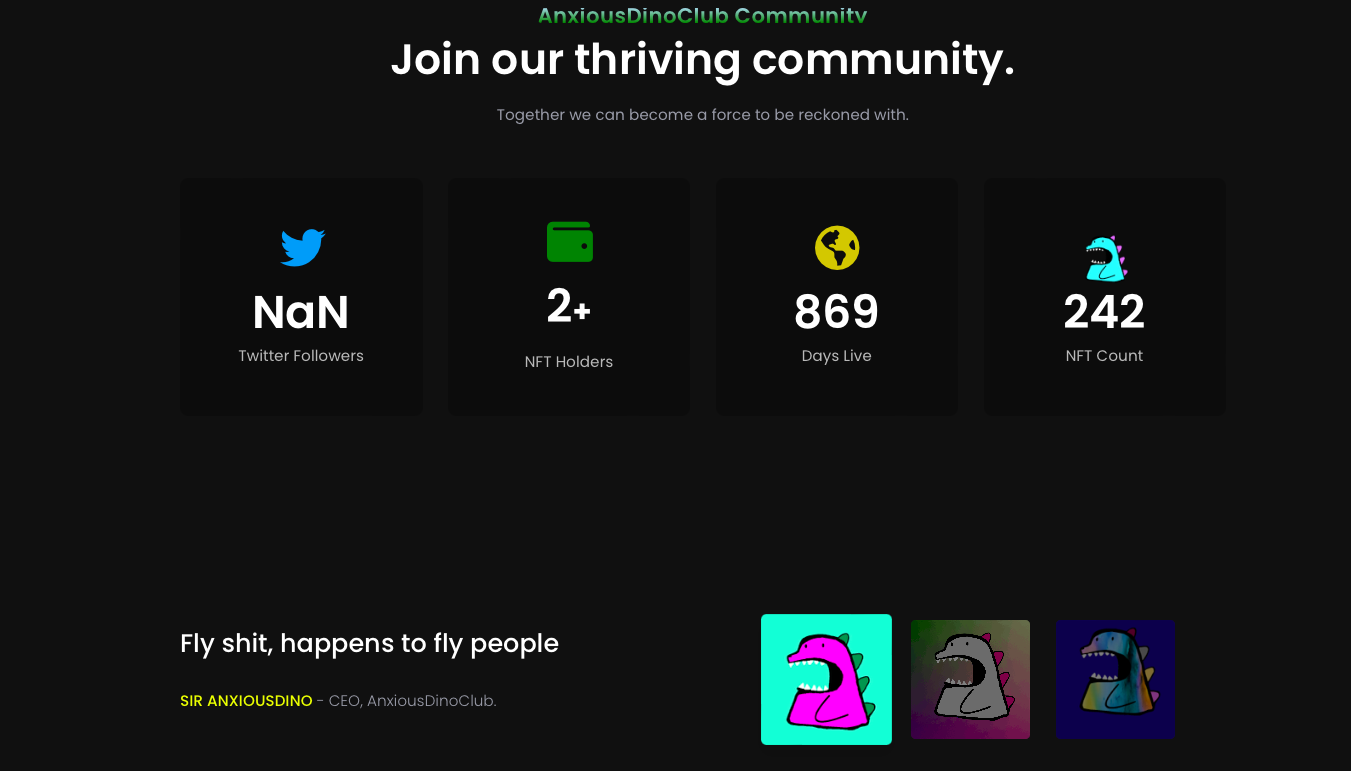 AnxiousDinoClub Community
Join our thriving community.
Together we can become a force to be reckoned with.
NaN
Twitter Followers
2+
NFT Holders
869
Days Live
242
NFT Count
Fly shit, happens to fly people
SIR ANXIOUSDINO - CEO, AnxiousDinoClub.